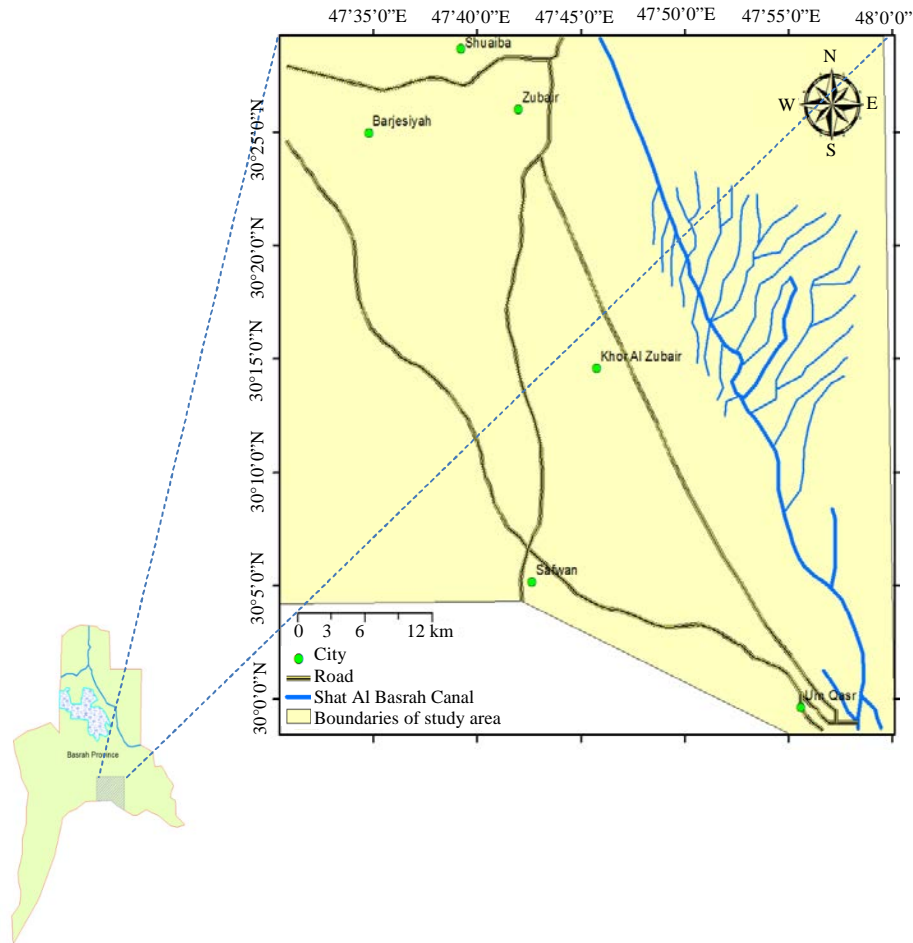 47'35'0”E 47'40'0”E 47'45'0”E 47'50'0”E 47'55'0”E 48'0'0”
Shuaiba
N
Zubair
W E
Barjesiyah
S
30°25'0”N
30°20'0”N
30°15'0”N
30°10'0”N
30°5'0”N
30°0'0”N
Khor Al Zubair
Safwan
0 3 6 12 km
City
Road
Shat Al Basrah Canal
Boundaries of study area
Um Qasr
Basrah Province